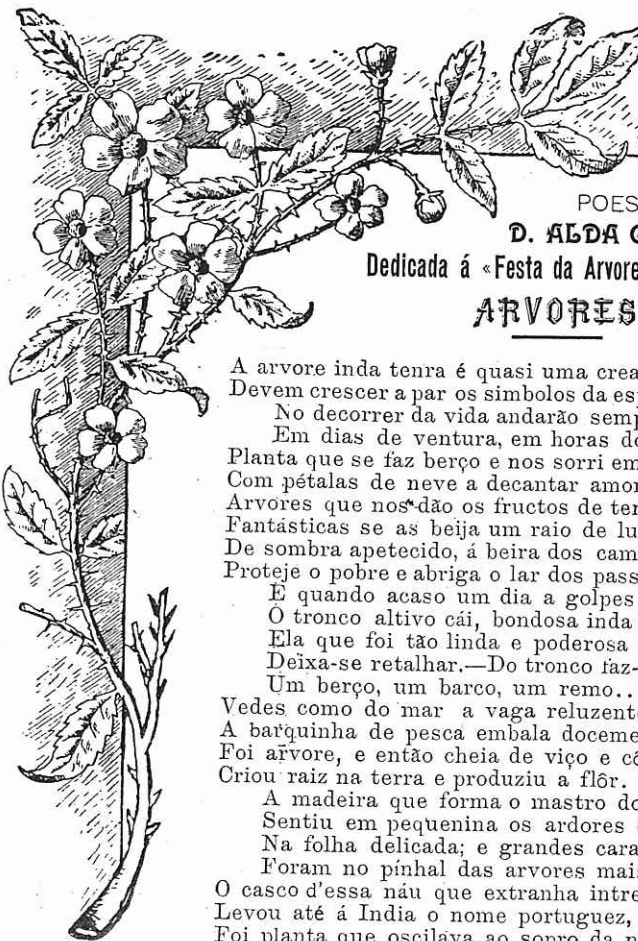 POES
D. ALDA G
Dedicada á «Festa da Arvore
ARVORES
A arvore inda tenra é quasi uma crea
Devem crescer a par os simbolos da es
No decorrer da vida andarão semp
Em dias de ventura, em horas do
Planta que se faz berço e nos sorri em
Com pétalas de neve a decantar amor
Arvores que nos dão os fructos de ter
Fantásticas se as beija um raio de lu
De sombra apetecido, á beira dos cam
Proteje o pobre e abriga o lar dos pass
E quando acaso um dia a golpes
O tronco altivo cái, bondosa inda
Ela que foi tão linda e poderosa
Deixa-se retalhar.—Do tronco faz-
Um berço, um barco, um remo..
Vedes como do mar a vaga reluzent
A barquinha de pesca embala doceme
Foi arvore, e então cheia de viço e cô
Criou raiz na terra e produziu a flôr.
A madeira que forma o mastro do
Sentiu em pequenina os ardores
Na folha delicada; e grandes cara
Foram no pínhal das arvores mai
O casco d'essa náu que extranha intre
Levou até á India o nome portuguez,
Foi planta que oscilava ao sopro da